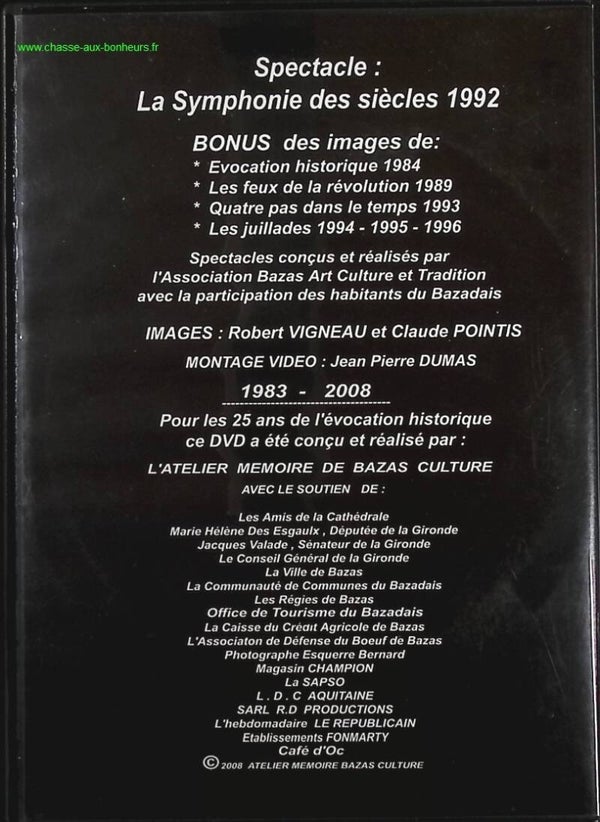 www.chasse-aux-bonheurs.fr
Spectacle :
La Symphonie des siècles 1992
BONUS des images de:
* Evocation historique 1984
* Les feux de la révolution 1989
* Quatre pas dans le temps 1993
* Les juillades 1994 - 1995 - 1996
Spectacles conçus et réalisés par
l'Association Bazas Art Culture et Tradition
avec la participation des habitants du Bazadais
IMAGES : Robert VIGNEAU et Claude POINTIS
MONTAGE VIDEO : Jean Pierre DUMAS
1983 - 2008
Pour les 25 ans de l'évocation historique
ce DVD a été conçu et réalisé par :
L'ATELIER MEMOIRE DE BAZAS CULTURE
AVEC LE SOUTIEN DE :
Les Amis de la Cathédrale
Marie Hélène Des Esgaulx , Députée de la Gironde
Jacques Valade , Sénateur de la Gironde
Le Conseil Général de la Gironde
La Ville de Bazas
La Communauté de Communes du Bazadais
Les Régies de Bazas
Office de Tourisme du Bazadais
La Caisse du Crédit Agricole de Bazas
L'Associaton de Défense du Boeuf de Bazas
Photographe Esquerre Bernard
Magasin CHAMPION
La SAPSO
L . D . C AQUITAINE
SARL R.D PRODUCTIONS
L'hebdomadaire LE REPUBLICAIN
Etablissements FONMARTY
Café d'Oc
© 2008 ATELIER MEMOIRE BAZAS CULTURE